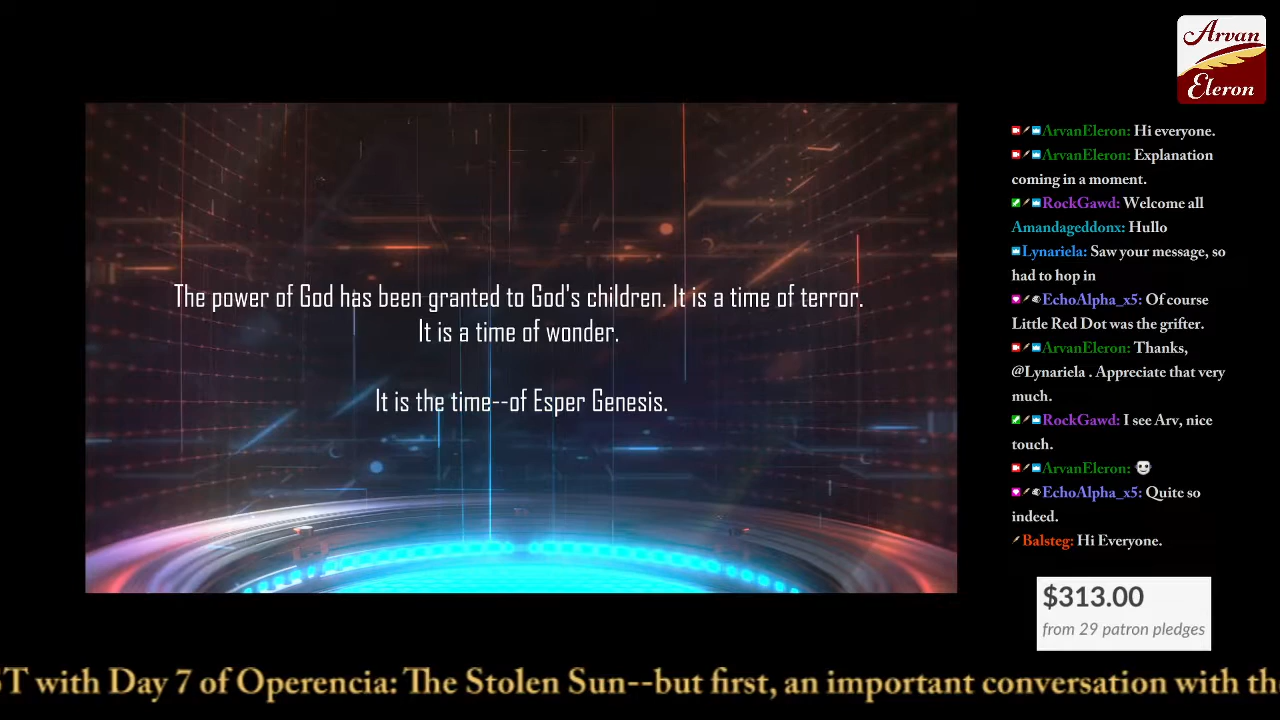 Arvan
Eleron
The power of God has been granted to God's children. It is a time of terror.
It is a time of wonder.
It is the time--of Esper Genesis.
ArvanEleron: Hi everyone.
ArvanEleron: Explanation
coming in a moment.
RockGawd: Welcome all
Amandageddonx: Hullo
Lynariela: Saw your message, so
had to hop in
EchoAlpha_x5: Of course
Little Red Dot was the grifter.
ArvanEleron: Thanks,
@Lynariela . Appreciate that very
much.
RockGawd: I see Arv, nice
touch.
ArvanEleron:
EchoAlpha_x5: Quite so
indeed.
Balsteg: Hi Everyone.
$313.00
from 29 patron pledges
T with Day 7 of Operencia: The Stolen Sun--but first, an important conversation with th